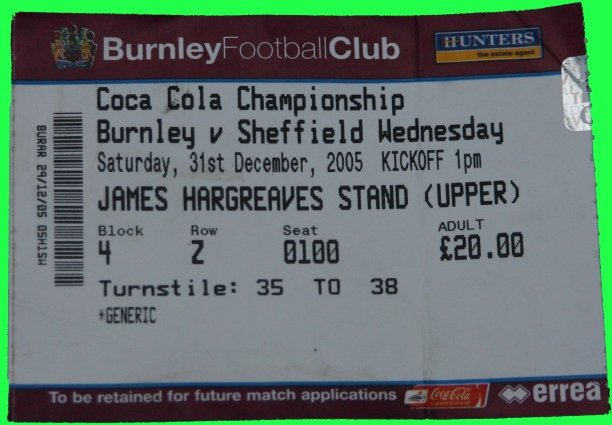 BurnleyFootballClub
HUNTERS
the estate agent
Coca Cola Championship
Burnley v Sheffield Wednesday
Saturday, 31st December, 2005 KICKOFF 1pm
JAMES HARGREAVES STAND (UPPER)
Block Row Seat ADULT
4 Z 0100 £20.00
Turnstile: 35 TO 38
*GENERIC
BURAR 29/12/05 05HISW
To be retained for future match applications Coca-Cola errea